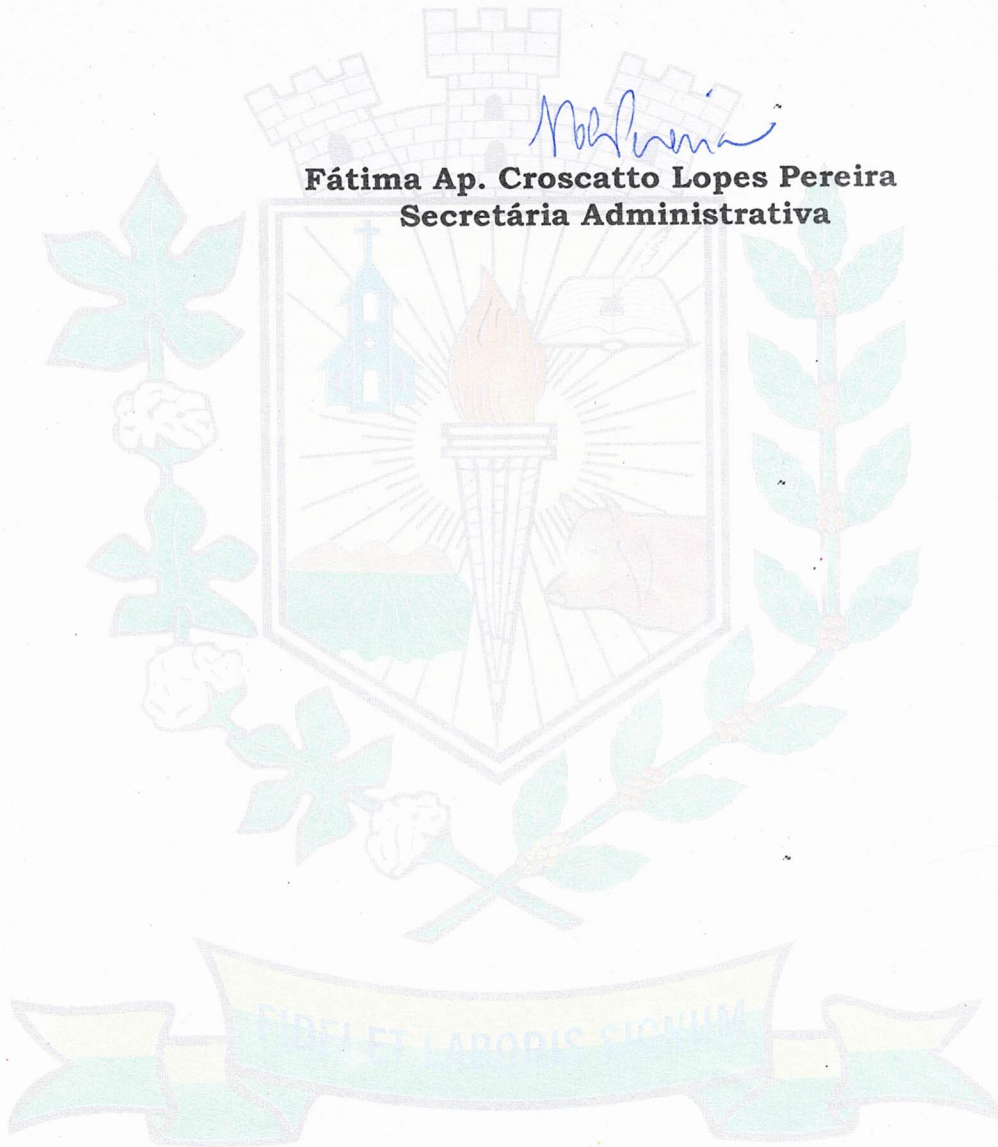 Fátima Ap. Croscatto Lopes Pereira
Secretária Administrativa
FIDEI ET LABORIS SIGNUM